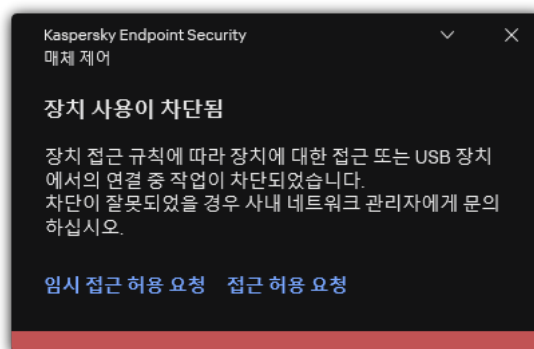 Kaspersky Endpoint Security
매체 제어
장치 사용이 차단됨
장치 접근 규칙에 따라 장치에 대한 접근 또는 USB 장치
에서의 연결 중 작업이 차단되었습니다.
차단이 잘못되었을 경우 사내 네트워크 관리자에게 문의
하십시오.
임시 접근 허용 요청 접근 허용 요청